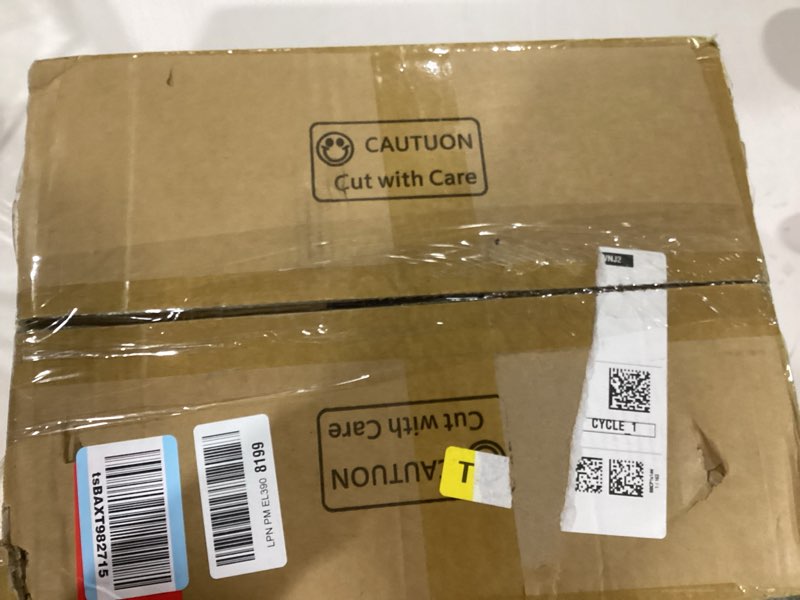 CAUTUON
Cut with Care
VNJ2
CYCLE 1
Cut with Care
CAUTUON
T
tsBAXT982715
LPN PM EL390 8199